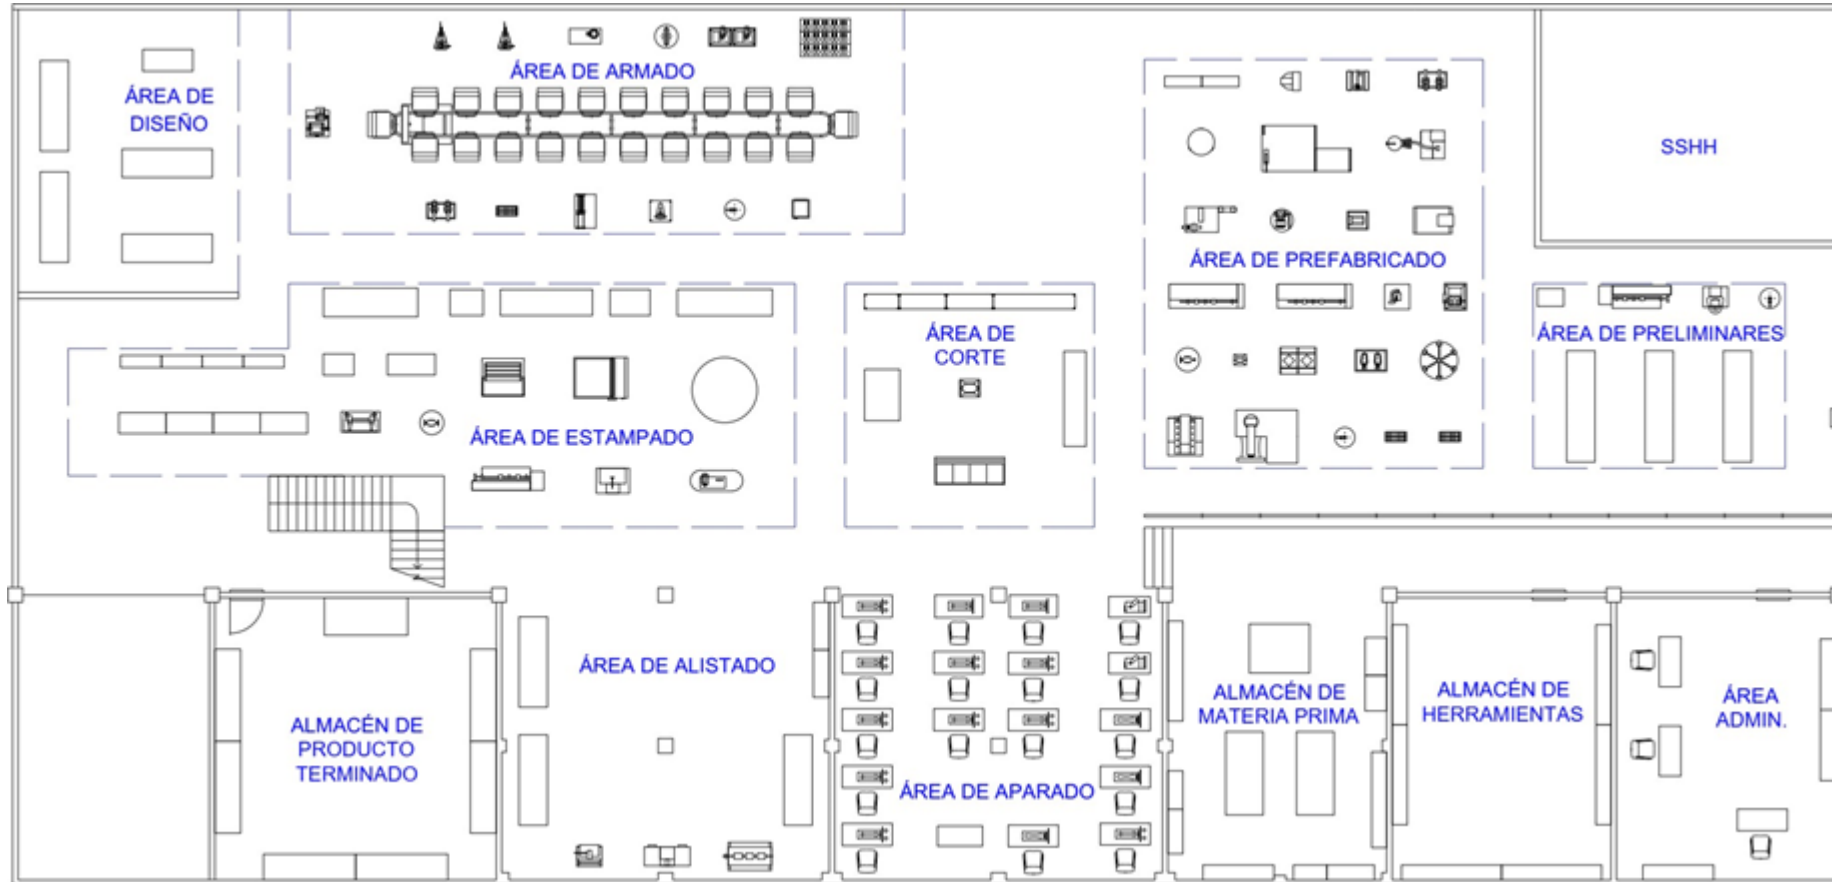 ÁREA DE ARMADO
ÁREA DE
DISEÑO
SSHH
ÁREA DE PREFABRICADO
ÁREA DE
CORTE
ÁREA DE PRELIMINARES
ÁREA DE ESTAMPADO
ÁREA DE ALISTADO
ALMACÉN DE
PRODUCTO
TERMINADO
ÁREA DE APARADO
ALMACÉN DE
MATERIA PRIMA
ALMACÉN DE
HERRAMIENTAS
ÁREA
ADMIN.